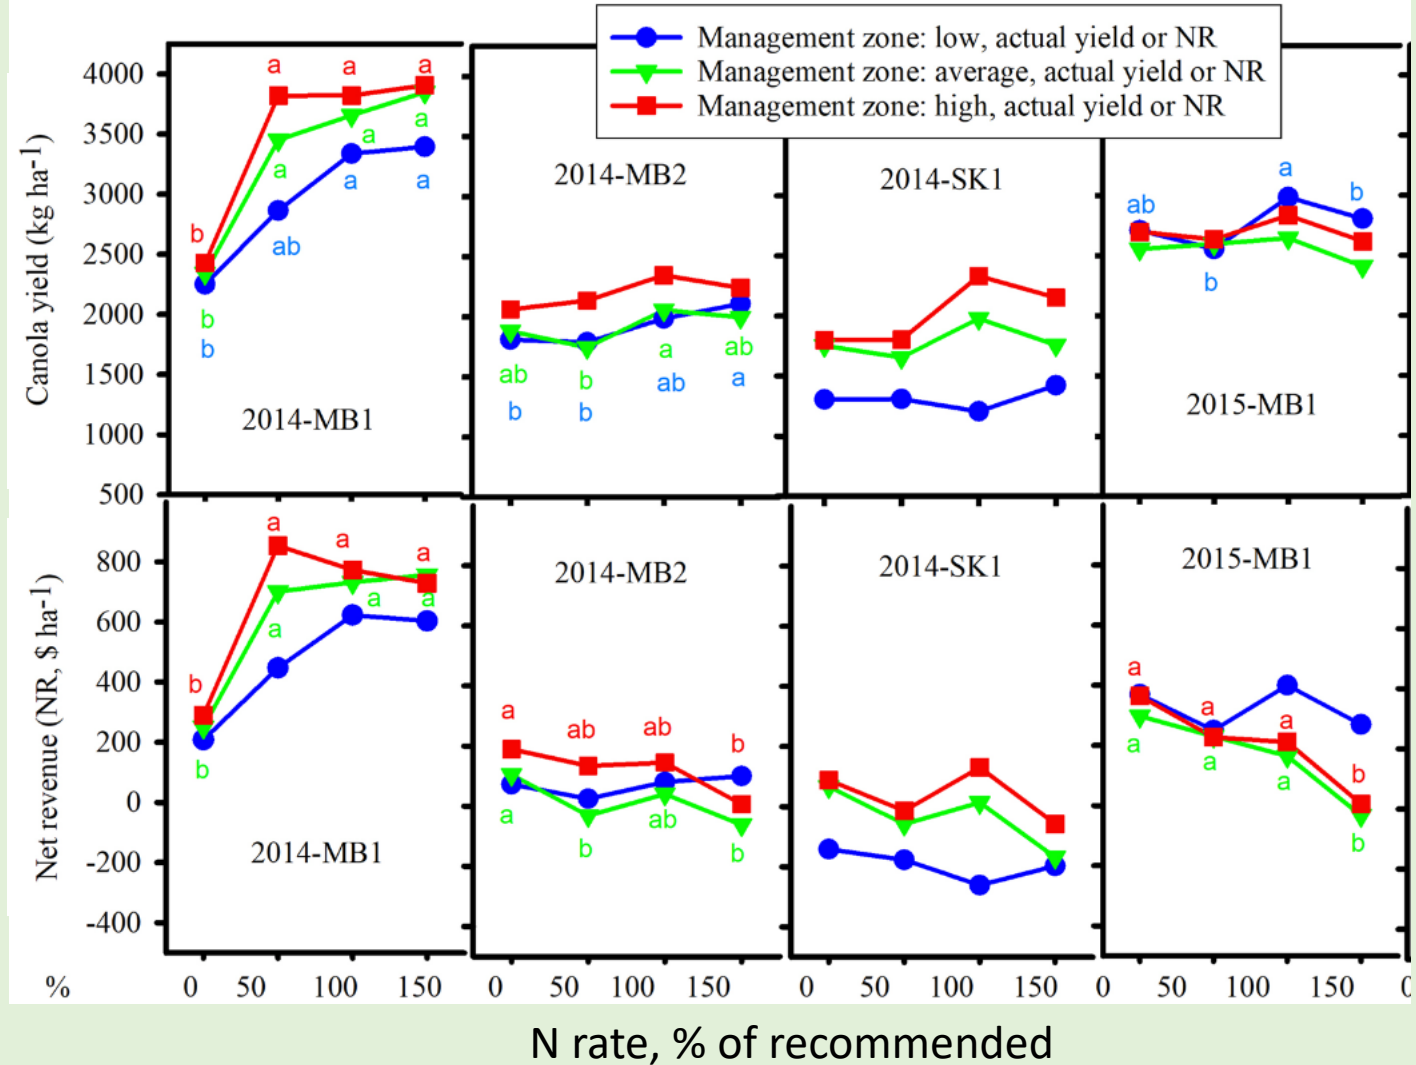 Management zone: low, actual yield or NR
Management zone: average, actual yield or NR
Management zone: high, actual yield or NR
Canola yield (kg ha-1)
4000
3500
3000
2500
2000
1500
1000
500
a a a
a a
a
b
a a
ab
b
b
2014-MB1
2014-MB2
ab b a ab
b b ab a
2014-SK1
a
b
ab
b
2015-MB1
Net revenue (NR, $ ha-1)
800
600
400
200
0
-200
-400
a a a
a a
a
b
b
2014-MB1
2014-MB2
a ab ab b
a b ab b
2014-SK1
2015-MB1
a a a b
a a a b
% 0 50 100 150 0 50 100 150 0 50 100 150 0 50 100 150 0
N rate, % of recommended